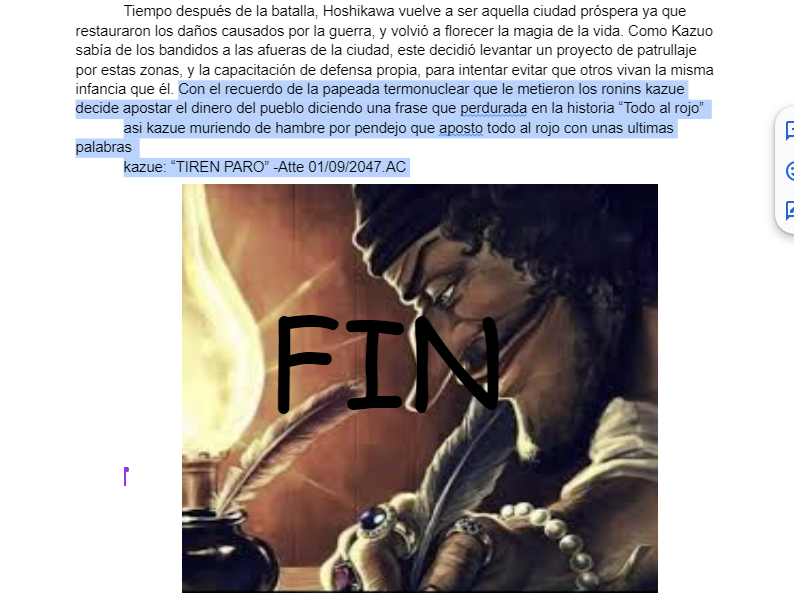 Tiempo después de la batalla, Hoshikawa vuelve a ser aquella ciudad próspera ya que
restauraron los daños causados por la guerra, y volvió a florecer la magia de la vida. Como Kazuo
sabía de los bandidos a las afueras de la ciudad, este decidió levantar un proyecto de patrullaje
por estas zonas, y la capacitación de defensa propia, para intentar evitar que otros vivan la misma
infancia que él. Con el recuerdo de la papeada termonuclear que le metieron los ronins kazue
decide apostar el dinero del pueblo diciendo una frase que perdurada en la historia “Todo al rojo”
asi kazue muriendo de hambre por pendejo que aposto todo al rojo con unas ultimas
palabras
kazue: “TIREN PARO” -Atte 01/09/2047.AC
FIN